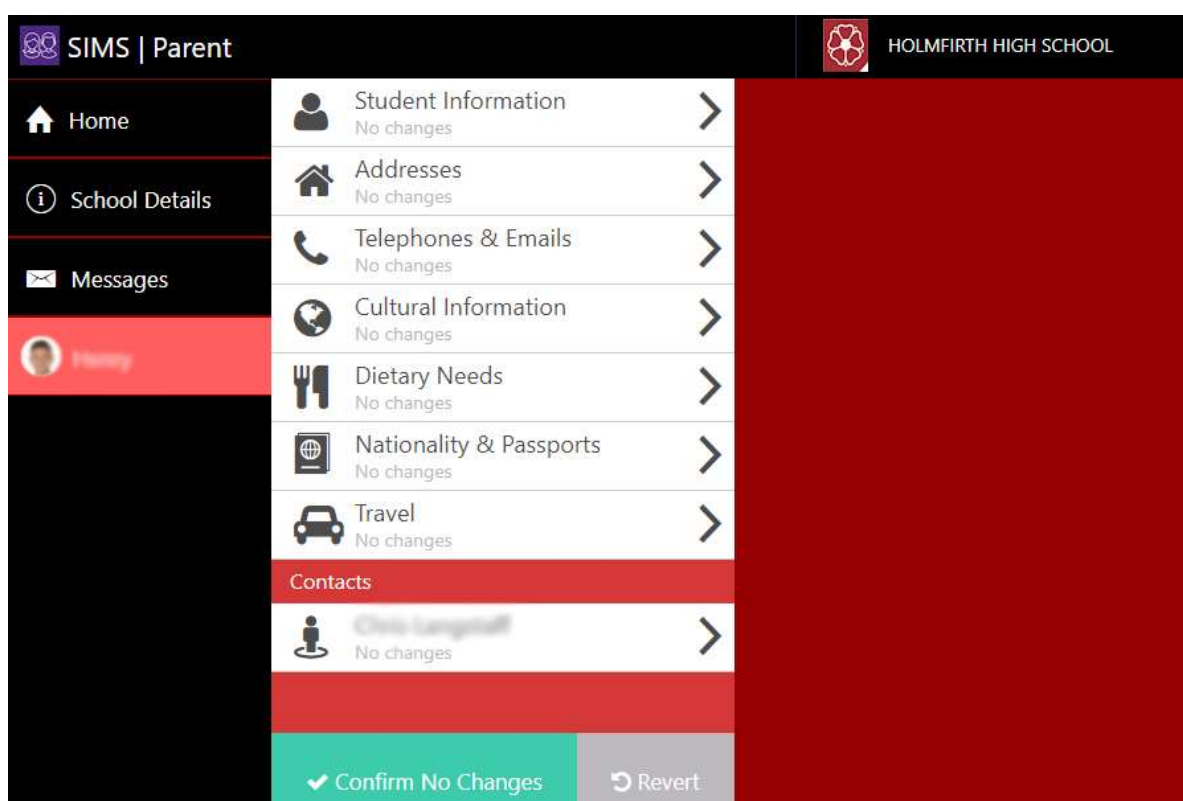 SIMS | Parent
HOLMFIRTH HIGH SCHOOL
Home
School Details
Messages
Student Information
No changes
Addresses
No changes
Telephones & Emails
No changes
Cultural Information
No changes
Dietary Needs
No changes
Nationality & Passports
No changes
Travel
No changes
Contacts
No changes
Confirm No Changes
Revert